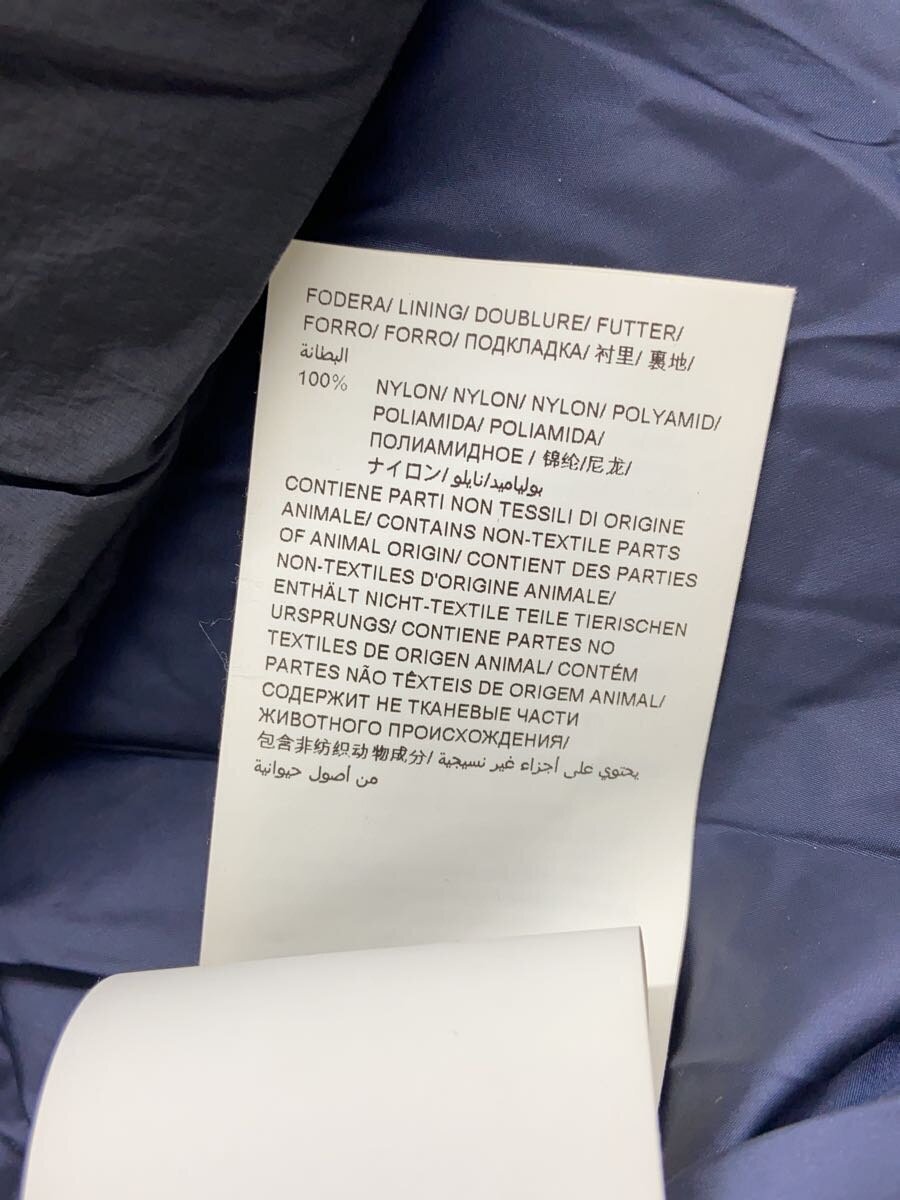 FODERA/ LINING/ DOUBLURE/ FUTTER/
FORRO/ FORRO/ ПОДКЛАДКА/ 衬里/ 裏地/
البطانة
100% NYLON/ NYLON/ NYLON/ POLYAMID/
POLIAMIDA/ POLIAMIDA/
ПОЛИАМИДНОЕ / 锦纶/尼龙/
ナイロン/ بولياميد/نايلو
CONTIENE PARTI NON TESSILI DI ORIGINE
ANIMALE/ CONTAINS NON-TEXTILE PARTS
OF ANIMAL ORIGIN/ CONTIENT DES PARTIES
NON-TEXTILES D'ORIGINE ANIMALE/
ENTHÄLT NICHT-TEXTILE TEILE TIERISCHEN
URSPRUNGS/ CONTIENE PARTES NO
TEXTILES DE ORIGEN ANIMAL/ CONTÉM
PARTES NÃO TÊXTEIS DE ORIGEM ANIMAL/
СОДЕРЖИТ НЕ ТКАНЕВЫЕ ЧАСТИ
ЖИВОТНОГО ПРОИСХОЖДЕНИЯ/
包含非纺织动物成分/ يحتوي على أجزاء غير نسيجية
من أصول حيوانية